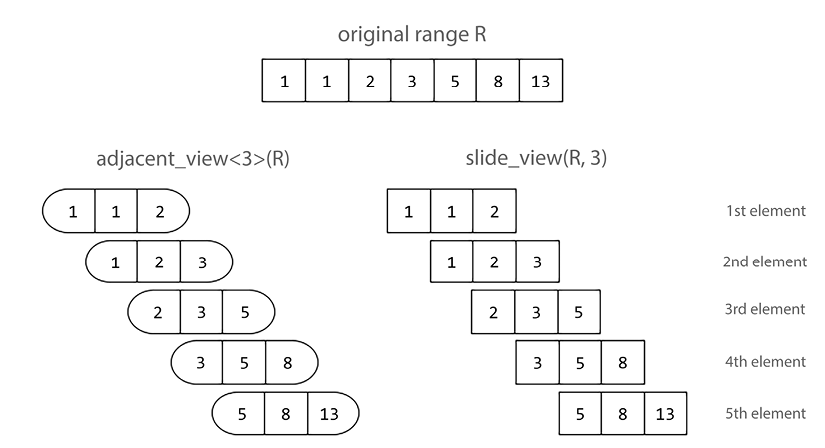 original range R
1 1 2 3 5 8 13
adjacent_view<3>(R) slide_view(R, 3)
1 1 2 1 1 2 1st element
1 2 3 1 2 3 2nd element
2 3 5 2 3 5 3rd element
3 5 8 3 5 8 4th element
5 8 13 5 8 13 5th element